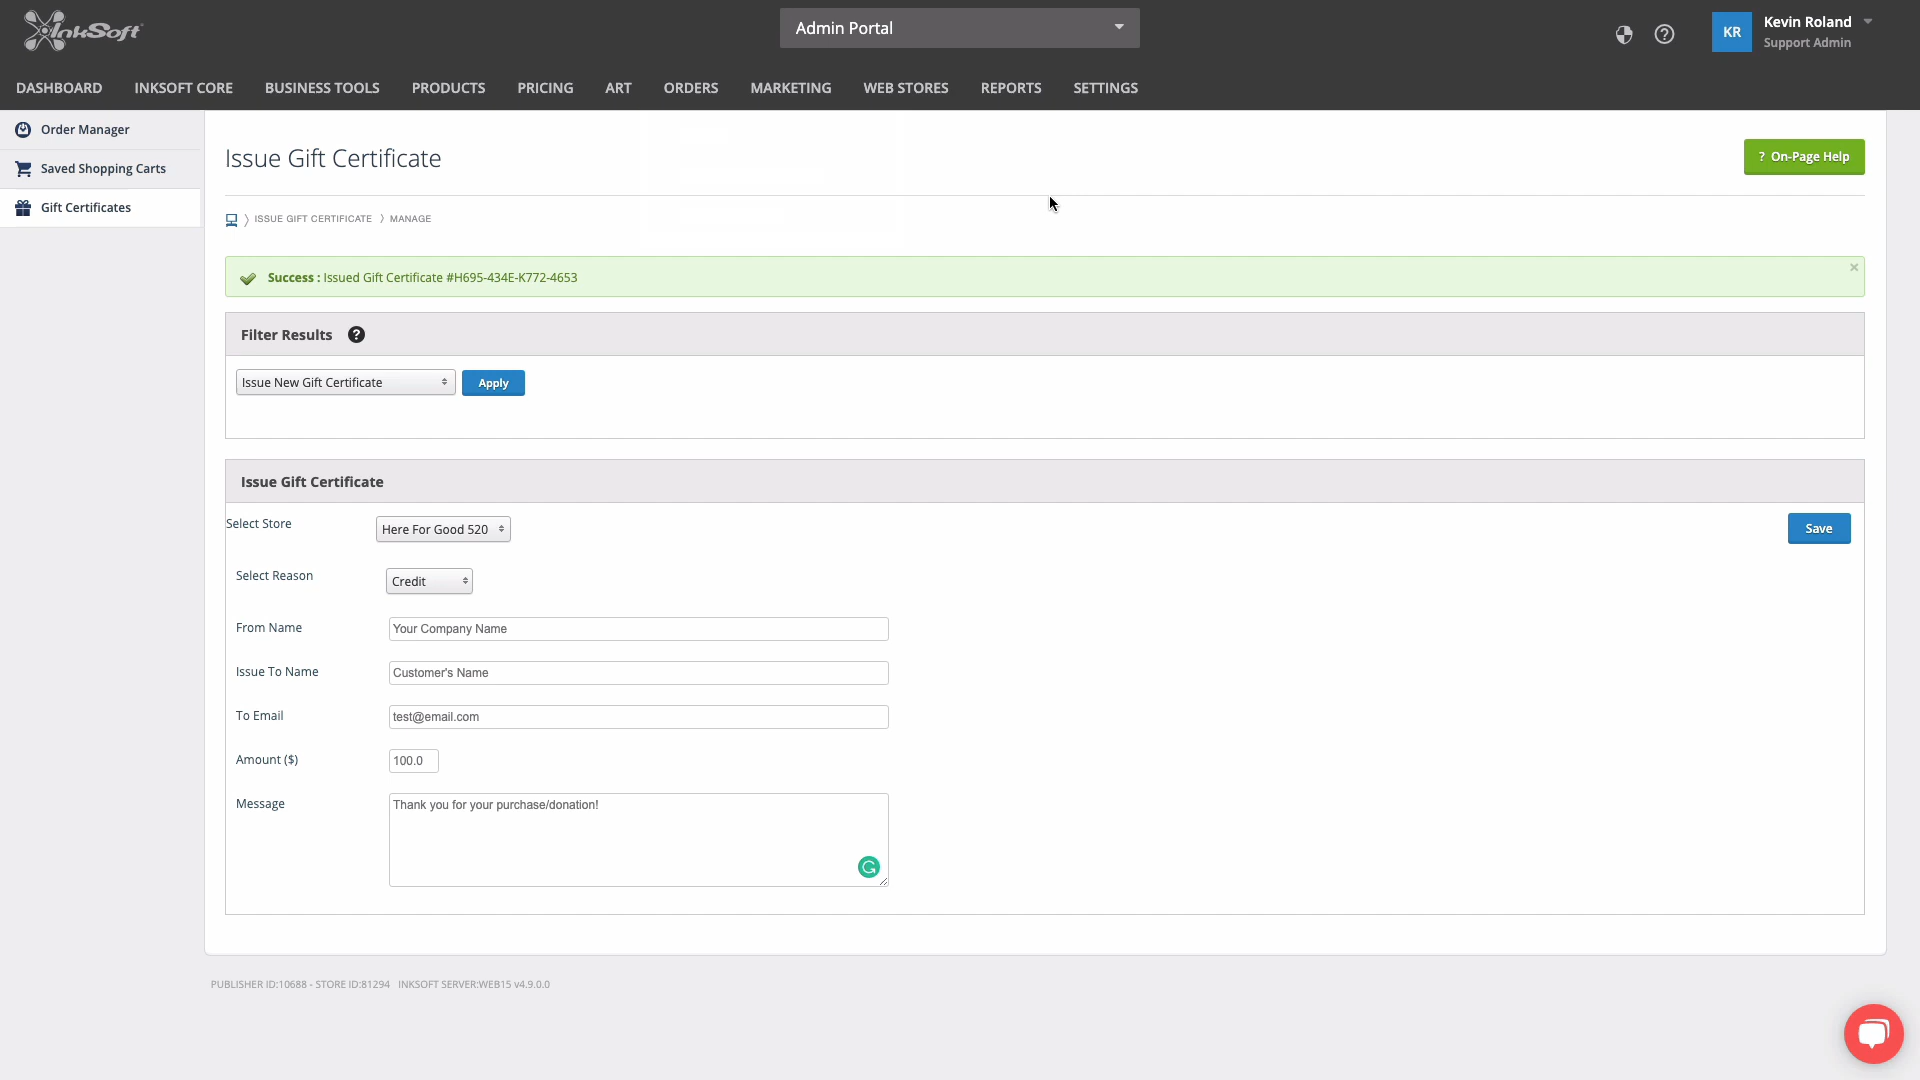 InkSoft
Admin Portal
KR
Kevin Roland
Support Admin
DASHBOARD INKSOFT CORE BUSINESS TOOLS PRODUCTS PRICING ART ORDERS MARKETING WEB STORES REPORTS SETTINGS
Order Manager
Saved Shopping Carts
Gift Certificates
Issue Gift Certificate
? On-Page Help
ISSUE GIFT CERTIFICATE > MANAGE
Success : Issued Gift Certificate #H695-434E-K772-4653
×
Filter Results ?
Issue New Gift Certificate Apply
Issue Gift Certificate
Select Store Here For Good 520 Save
Select Reason Credit
From Name Your Company Name
Issue To Name Customer's Name
To Email test@email.com
Amount ($) 100.0
Message Thank you for your purchase/donation!
PUBLISHER ID:10688 - STORE ID:81294 INKSOFT SERVER:WEB15 v4.9.0.0